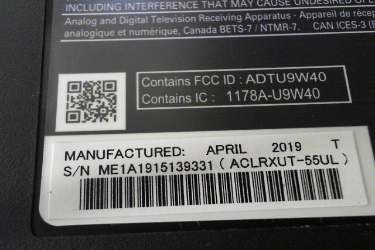 INCLUDING INTERFERENCE THAT MAY CAUSE UNDESIRED
Analog and Digital Television Receiving Apparatus - Appareil de
analogique et numérique, Canada BETS-7 / NTMR-7. CAN ICES-3
Contains FCC ID : ADTU9W40
Contains IC : 1178A-U9W40
MANUFACTURED: APRIL 2019 T
S/N ME1A1915139331 ( ACLRXUT-55UL )